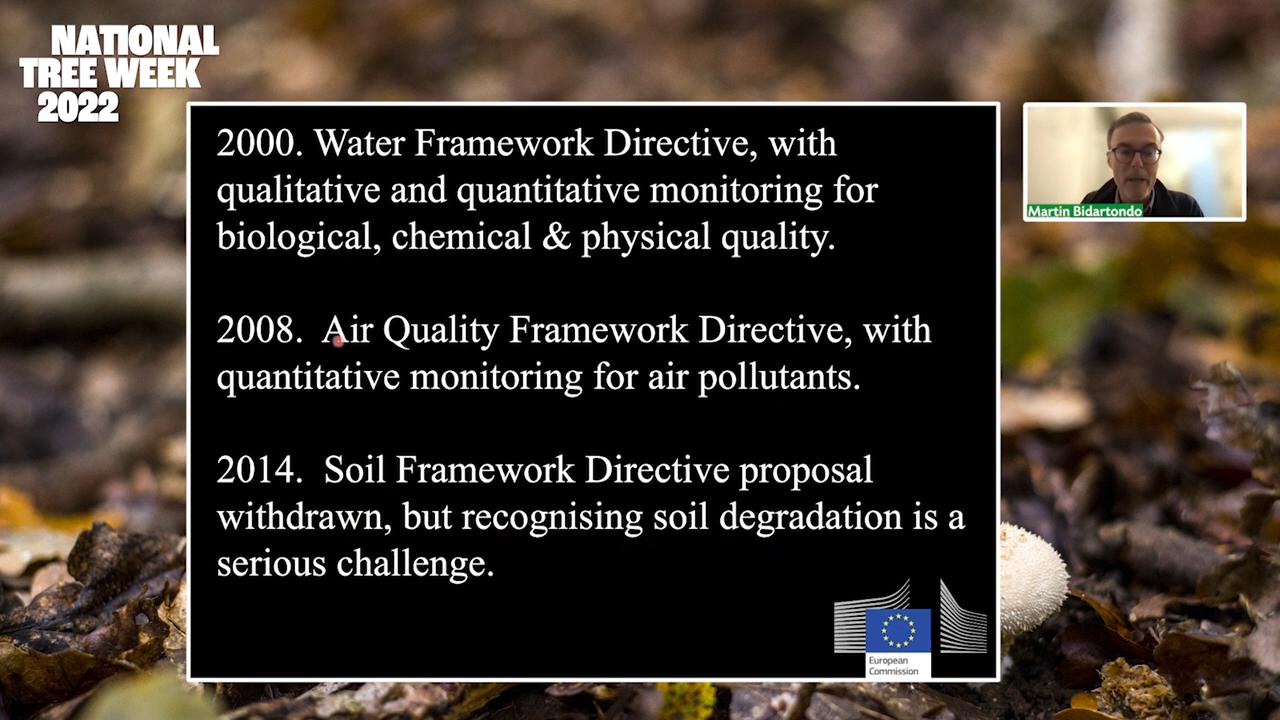 NATIONAL
TREE WEEK
2022
2000. Water Framework Directive, with
qualitative and quantitative monitoring for
biological, chemical & physical quality.
2008. Air Quality Framework Directive, with
quantitative monitoring for air pollutants.
2014. Soil Framework Directive proposal
withdrawn, but recognising soil degradation is a
serious challenge.
European
Commission
Martin Bidartondo